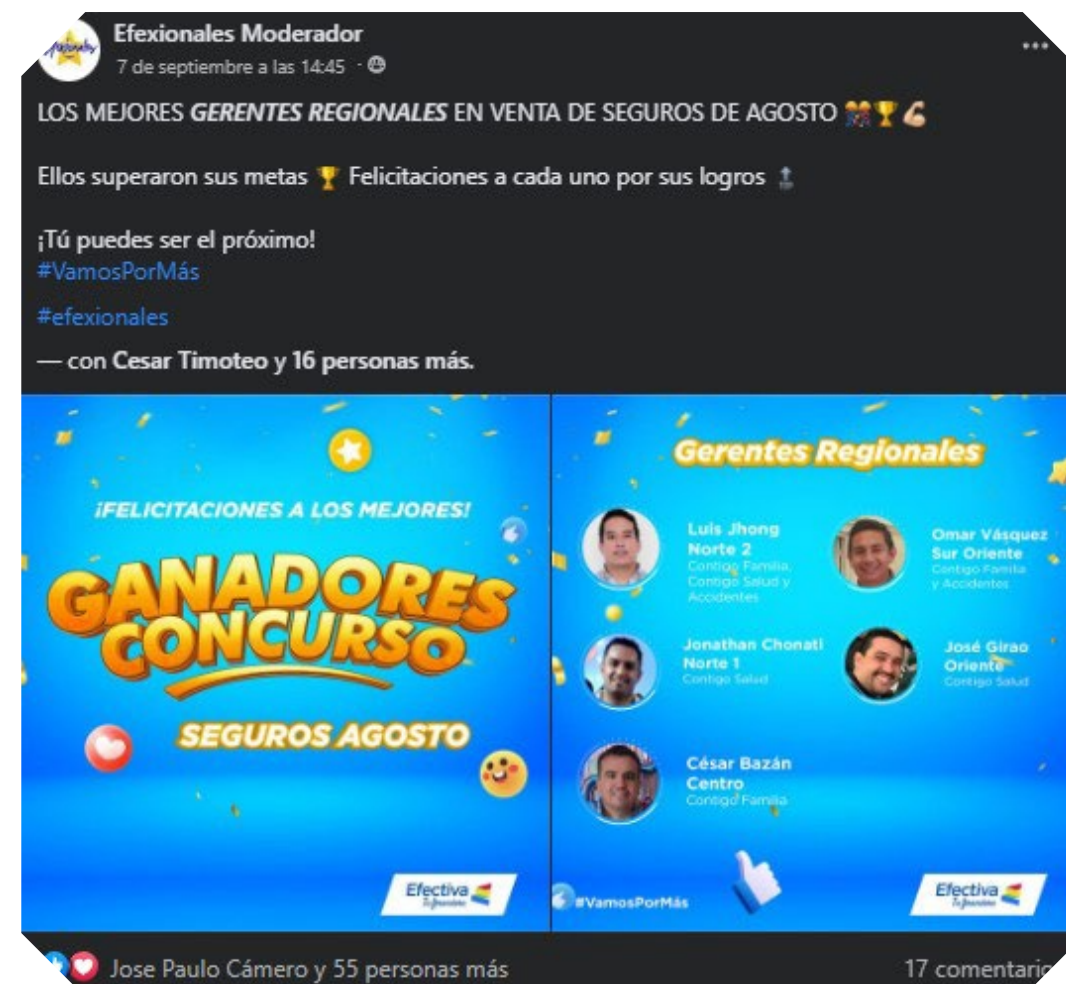 Efexionales Moderador
7 de septiembre a las 14:45 ·
LOS MEJORES GERENTES REGIONALES EN VENTA DE SEGUROS DE AGOSTO
Ellos superaron sus metas Felicitaciones a cada uno por sus logros
¡Tú puedes ser el próximo!
#VamosPorMás
#efexionales
— con Cesar Timoteo y 16 personas más.
¡FELICITACIONES A LOS MEJORES!
GANADORES
CONCURSO
SEGUROS AGOSTO
Efectiva
Tu financiera
Gerentes Regionales
Luis Jhong
Norte 2
Contigo Familia,
Contigo Salud y
Accidentes
Omar Vásquez
Sur Oriente
Contigo Familia
y Accidentes
Jonathan Chonati
Norte 1
Contigo Salud
José Girao
Oriente
Contigo Salud
César Bazán
Centro
Contigo Familia
#VamosPorMás
Efectiva
Tu financiera
Jose Paulo Cámero y 55 personas más
17 comentario